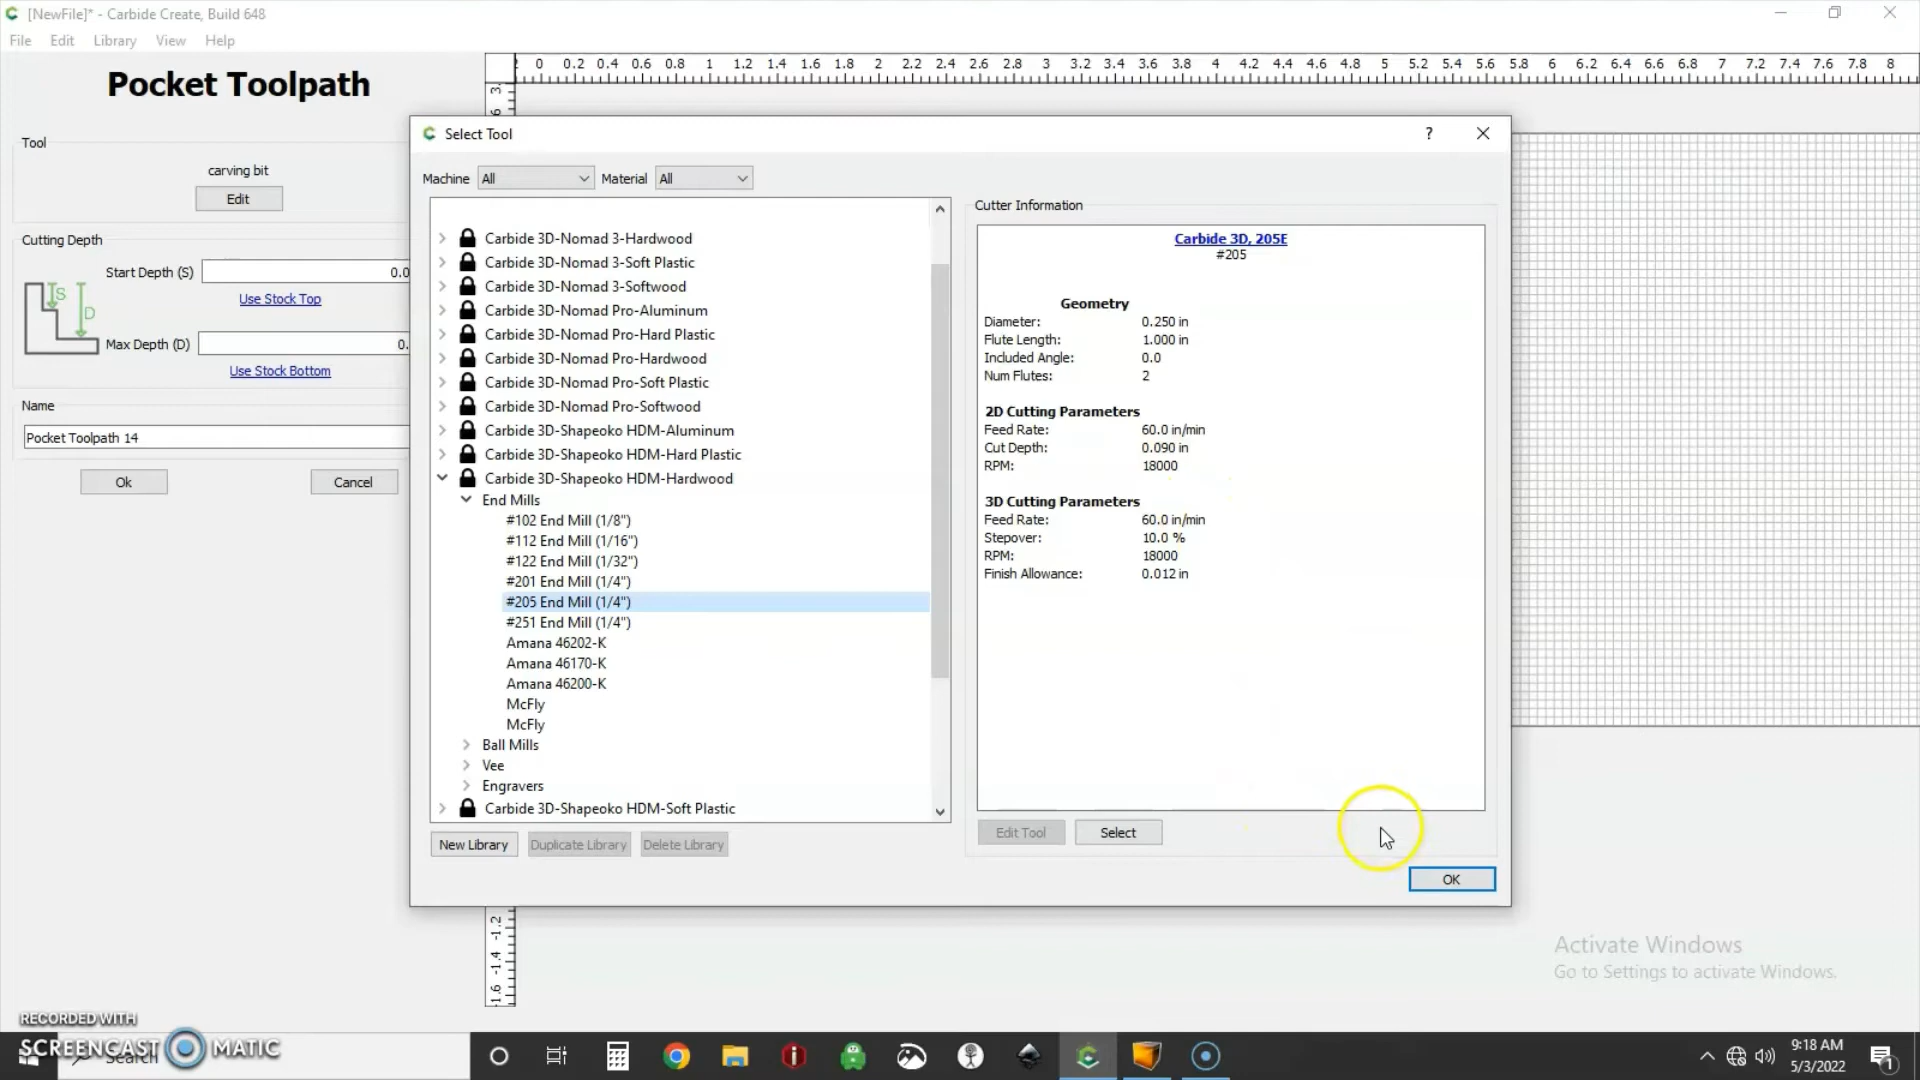 [NewFile]* - Carbide Create, Build 648
File Edit Library View Help
Pocket Toolpath
Tool
carving bit
Edit
Cutting Depth
Start Depth (S) 0.0
Use Stock Top
S
D
Max Depth (D) 0.
Use Stock Bottom
Name
Pocket Toolpath 14
Ok Cancel
0 0.2 0.4 0.6 0.8 1 1.2 1.4 1.6 1.8 2 2.2 2.4 2.6 2.8 3 3.2 3.4 3.6 3.8 4 4.2 4.4 4.6 4.8 5 5.2 5.4 5.6 5.8 6 6.2 6.4 6.6 6.8 7 7.2 7.4 7.6 7.8 8
Select Tool
?
Machine All Material All
Carbide 3D-Nomad 3-Hardwood
Carbide 3D-Nomad 3-Soft Plastic
Carbide 3D-Nomad 3-Softwood
Carbide 3D-Nomad Pro-Aluminum
Carbide 3D-Nomad Pro-Hard Plastic
Carbide 3D-Nomad Pro-Hardwood
Carbide 3D-Nomad Pro-Soft Plastic
Carbide 3D-Nomad Pro-Softwood
Carbide 3D-Shapeoko HDM-Aluminum
Carbide 3D-Shapeoko HDM-Hard Plastic
Carbide 3D-Shapeoko HDM-Hardwood
End Mills
#102 End Mill (1/8")
#112 End Mill (1/16")
#122 End Mill (1/32")
#201 End Mill (1/4")
#205 End Mill (1/4")
#251 End Mill (1/4")
Amana 46202-K
Amana 46170-K
Amana 46200-K
McFly
McFly
Ball Mills
Vee
Engravers
Carbide 3D-Shapeoko HDM-Soft Plastic
New Library Duplicate Library Delete Library
Cutter Information
Carbide 3D, 205E
#205
Geometry
Diameter: 0.250 in
Flute Length: 1.000 in
Included Angle: 0.0
Num Flutes: 2
2D Cutting Parameters
Feed Rate: 60.0 in/min
Cut Depth: 0.090 in
RPM: 18000
3D Cutting Parameters
Feed Rate: 60.0 in/min
Stepover: 10.0 %
RPM: 18000
Finish Allowance: 0.012 in
Edit Tool Select
OK
-1.2
-1.4
-1.6
Activate Windows
Go to Settings to activate Windows.
RECORDED WITH
SCREENCAST MATIC
Search
9:18 AM
5/3/2022
1